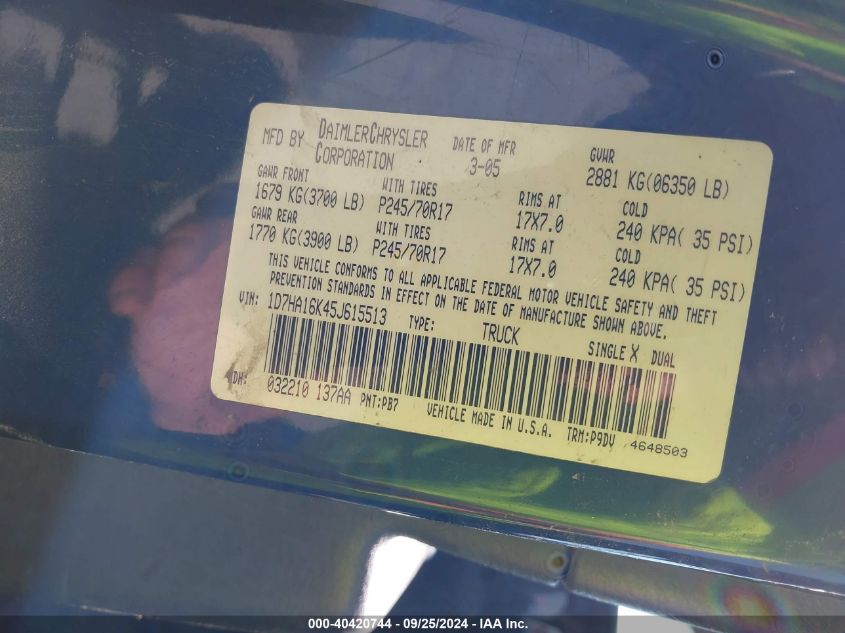 MFD BY DAIMLERCHRYSLER CORPORATION
DATE OF MFR 3-05
GVWR 2881 KG(06350 LB)
GAWR FRONT WITH TIRES RIMS AT COLD
1679 KG(3700 LB) P245/70R17 17X7.0 240 KPA( 35 PSI)
GAWR REAR WITH TIRES RIMS AT COLD
1770 KG(3900 LB) P245/70R17 17X7.0 240 KPA( 35 PSI)
THIS VEHICLE CONFORMS TO ALL APPLICABLE FEDERAL MOTOR VEHICLE SAFETY AND THEFT
PREVENTION STANDARDS IN EFFECT ON THE DATE OF MANUFACTURE SHOWN ABOVE.
VIN: 1D7HA16K45J615513 TYPE: TRUCK SINGLE X DUAL
DH: 032210 137AA PNT:PB7 VEHICLE MADE IN U.S.A. TRM:P9DV 4648503
000-40420744 - 09/25/2024 - IAA Inc.